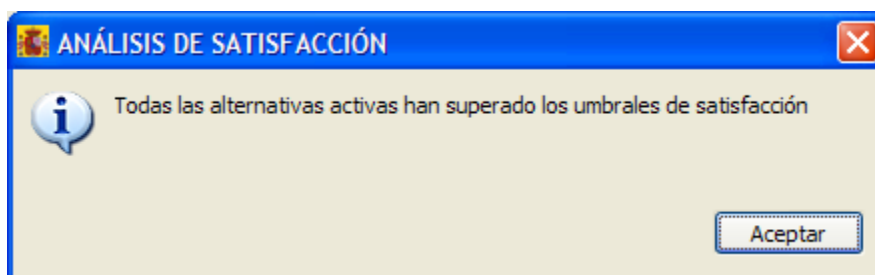 ANÁLISIS DE SATISFACCIÓN
Todas las alternativas activas han superado los umbrales de satisfacción
Aceptar